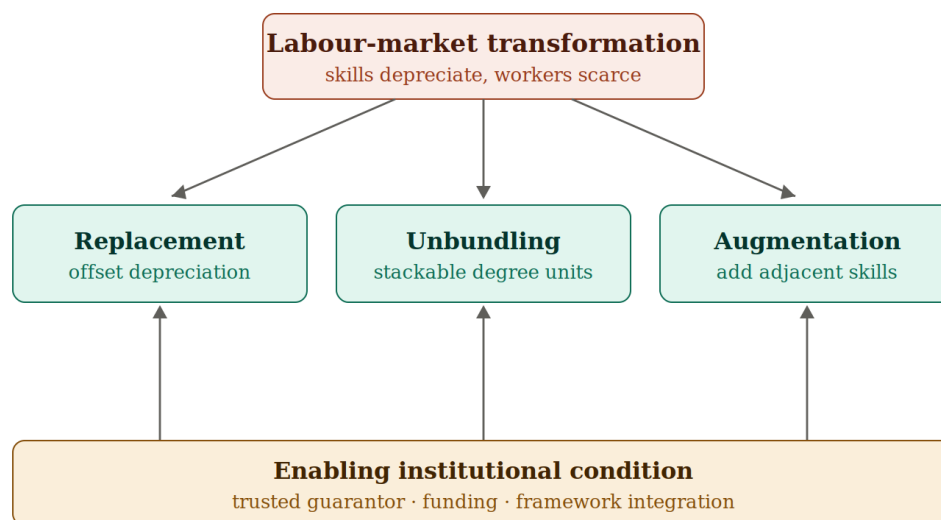 Labour-market transformation
skills depreciate, workers scarce
Replacement
offset depreciation
Unbundling
stackable degree units
Augmentation
add adjacent skills
Enabling institutional condition
trusted guarantor · funding · framework integration